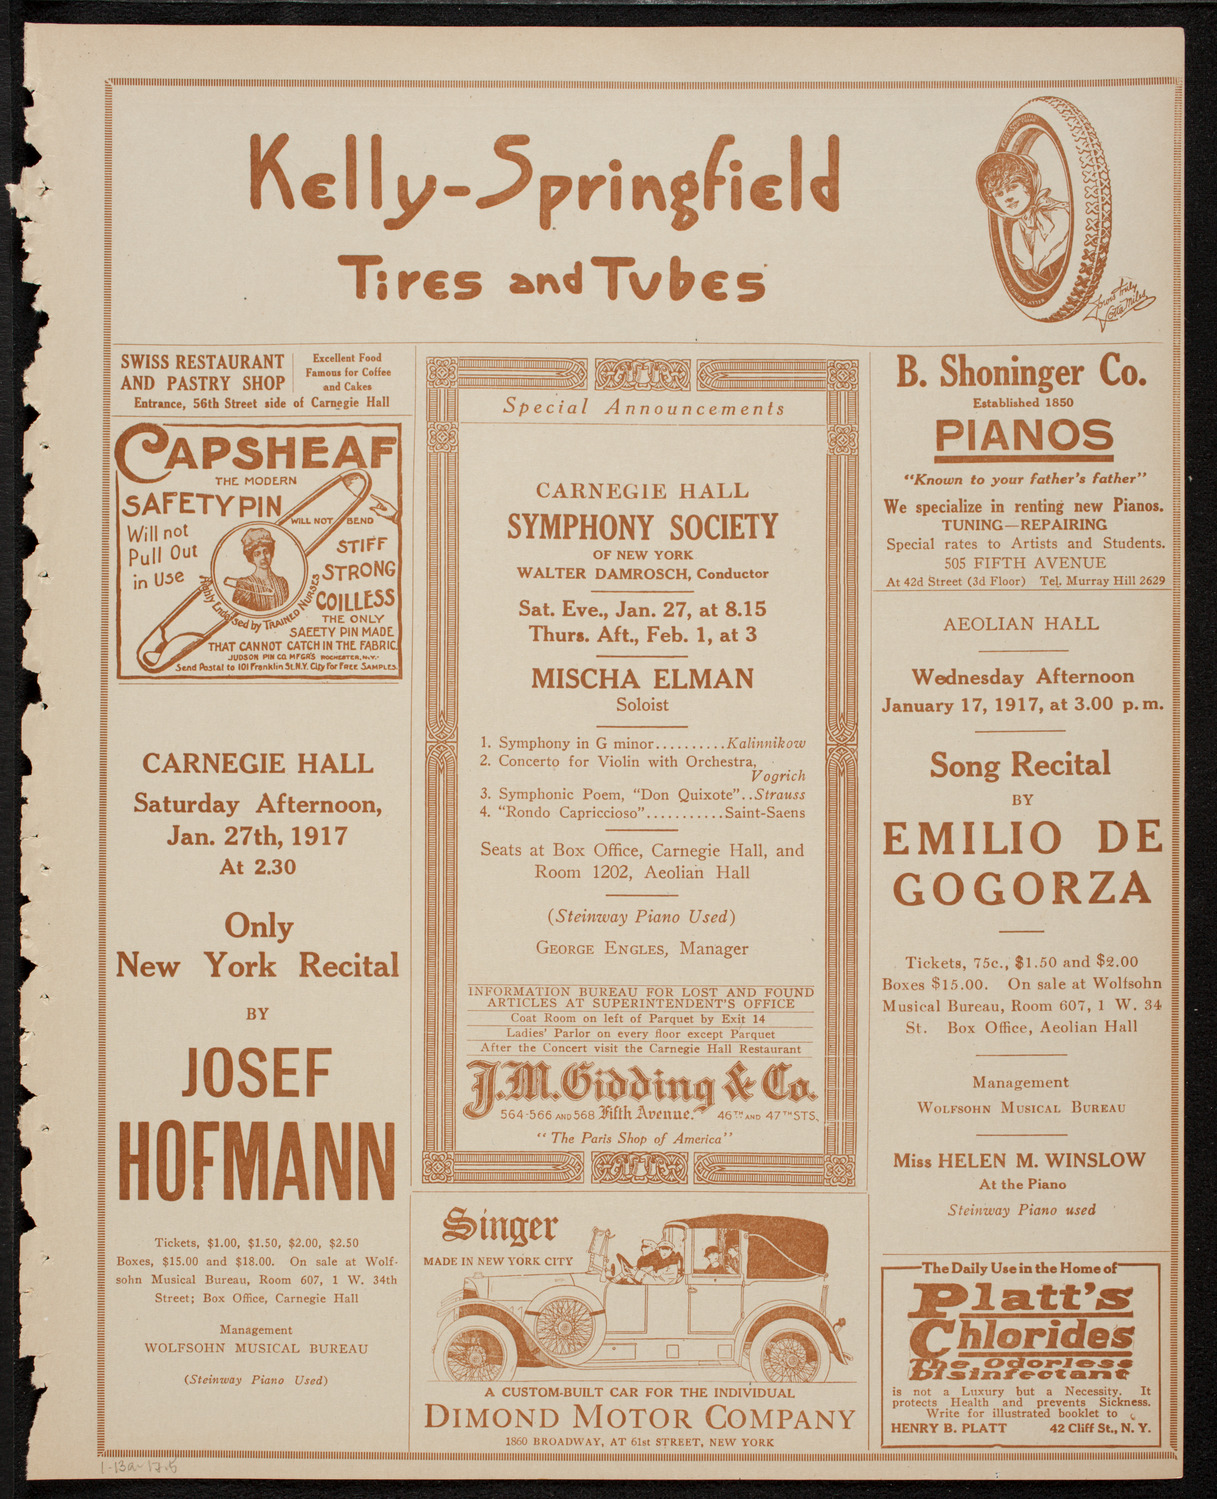 Kelly-Springfield
Tires and Tubes
Yours truly
Lotta Miles
SWISS RESTAURANT
AND PASTRY SHOP
Excellent Food
Famous for Coffee
and Cakes
Entrance, 56th Street side of Carnegie Hall
CAPSHEAF
THE MODERN
SAFETY PIN
WILL NOT BEND
Will not
Pull Out
in Use
STIFF
STRONG
COILLESS
Highly Endorsed by TRAINED NURSES
THE ONLY
SAFETY PIN MADE
THAT CANNOT CATCH IN THE FABRIC
JUDSON PIN CO. MFGR'S ROCHESTER, N.Y.
Send Postal to 101 Franklin St. N.Y. City for FREE SAMPLES.
CARNEGIE HALL
Saturday Afternoon,
Jan. 27th, 1917
At 2.30
Only
New York Recital
BY
JOSEF
HOFMANN
Tickets, $1.00, $1.50, $2.00, $2.50
Boxes, $15.00 and $18.00. On sale at Wolf-
sohn Musical Bureau, Room 607, 1 W. 34th
Street; Box Office, Carnegie Hall
Management
WOLFSOHN MUSICAL BUREAU
(Steinway Piano Used)
Special Announcements
CARNEGIE HALL
SYMPHONY SOCIETY
OF NEW YORK
WALTER DAMROSCH, Conductor
Sat. Eve., Jan. 27, at 8.15
Thurs. Aft., Feb. 1, at 3
MISCHA ELMAN
Soloist
1. Symphony in G minor..........Kalinnikow
2. Concerto for Violin with Orchestra,
Vogrich
3. Symphonic Poem, "Don Quixote"..Strauss
4. "Rondo Capriccioso"...........Saint-Saens
Seats at Box Office, Carnegie Hall, and
Room 1202, Aeolian Hall
(Steinway Piano Used)
GEORGE ENGLES, Manager
INFORMATION BUREAU FOR LOST AND FOUND
ARTICLES AT SUPERINTENDENT'S OFFICE
Coat Room on left of Parquet by Exit 14
Ladies' Parlor on every floor except Parquet
After the Concert visit the Carnegie Hall Restaurant
J.M. Gidding & Co.
564-566 AND 568 Fifth Avenue. 46TH AND 47TH STS.
"The Paris Shop of America"
Singer
MADE IN NEW YORK CITY
A CUSTOM-BUILT CAR FOR THE INDIVIDUAL
DIMOND MOTOR COMPANY
1860 BROADWAY, AT 61st STREET, NEW YORK
B. Shoninger Co.
Established 1850
PIANOS
"Known to your father's father"
We specialize in renting new Pianos.
TUNING—REPAIRING
Special rates to Artists and Students.
505 FIFTH AVENUE
At 42d Street (3d Floor) Tel. Murray Hill 2629
AEOLIAN HALL
Wednesday Afternoon
January 17, 1917, at 3.00 p.m.
Song Recital
BY
EMILIO DE
GOGORZA
Tickets, 75c., $1.50 and $2.00
Boxes $15.00. On sale at Wolfsohn
Musical Bureau, Room 607, 1 W. 34
St. Box Office, Aeolian Hall
Management
WOLFSOHN MUSICAL BUREAU
Miss HELEN M. WINSLOW
At the Piano
Steinway Piano used
The Daily Use in the Home of
Platt's
Chlorides
The Odorless
Disinfectant
is not a Luxury but a Necessity. It
protects Health and prevents Sickness.
Write for illustrated booklet to
HENRY B. PLATT 42 Cliff St., N. Y.